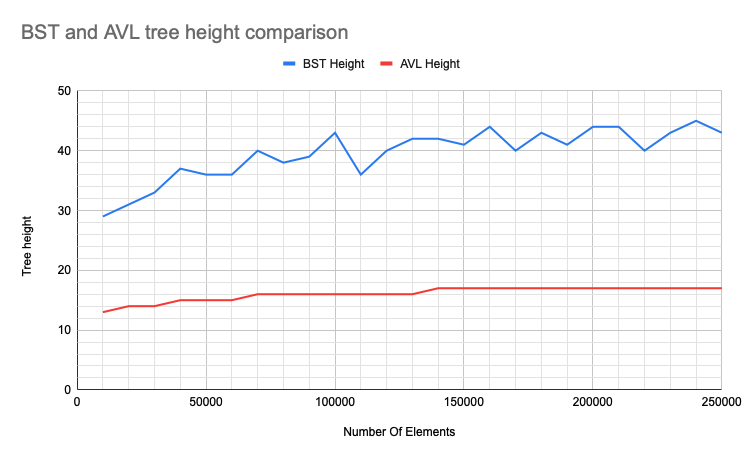 BST and AVL tree height comparison
BST Height AVL Height
50
40
30
20
10
0
Tree height
0 50000 100000 150000 200000 250000
Number Of Elements